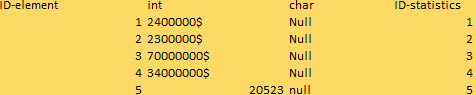 ID-element int char ID-statistics
1 2400000$ Null 1
2 2300000$ Null 2
3 70000000$ Null 3
4 34000000$ Null 4
5 20523 null 5